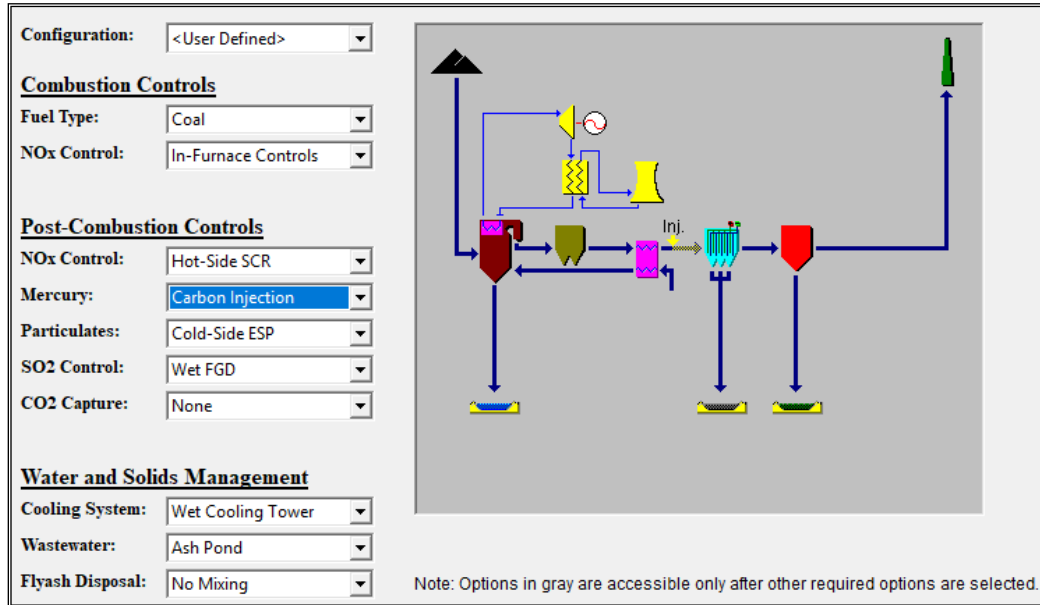 Configuration: <User Defined>
Combustion Controls
Fuel Type: Coal
NOx Control: In-Furnace Controls
Post-Combustion Controls
NOx Control: Hot-Side SCR
Mercury: Carbon Injection
Particulates: Cold-Side ESP
SO2 Control: Wet FGD
CO2 Capture: None
Water and Solids Management
Cooling System: Wet Cooling Tower
Wastewater: Ash Pond
Flyash Disposal: No Mixing
Inj.
Note: Options in gray are accessible only after other required options are selected.